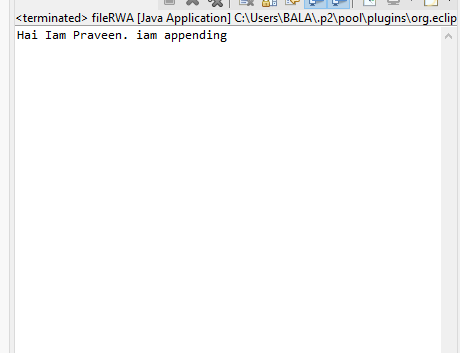 <terminated> fileRWA [Java Application] C:\Users\BALA\.p2\pool\plugins\org.eclip
Hai Iam Praveen. iam appending